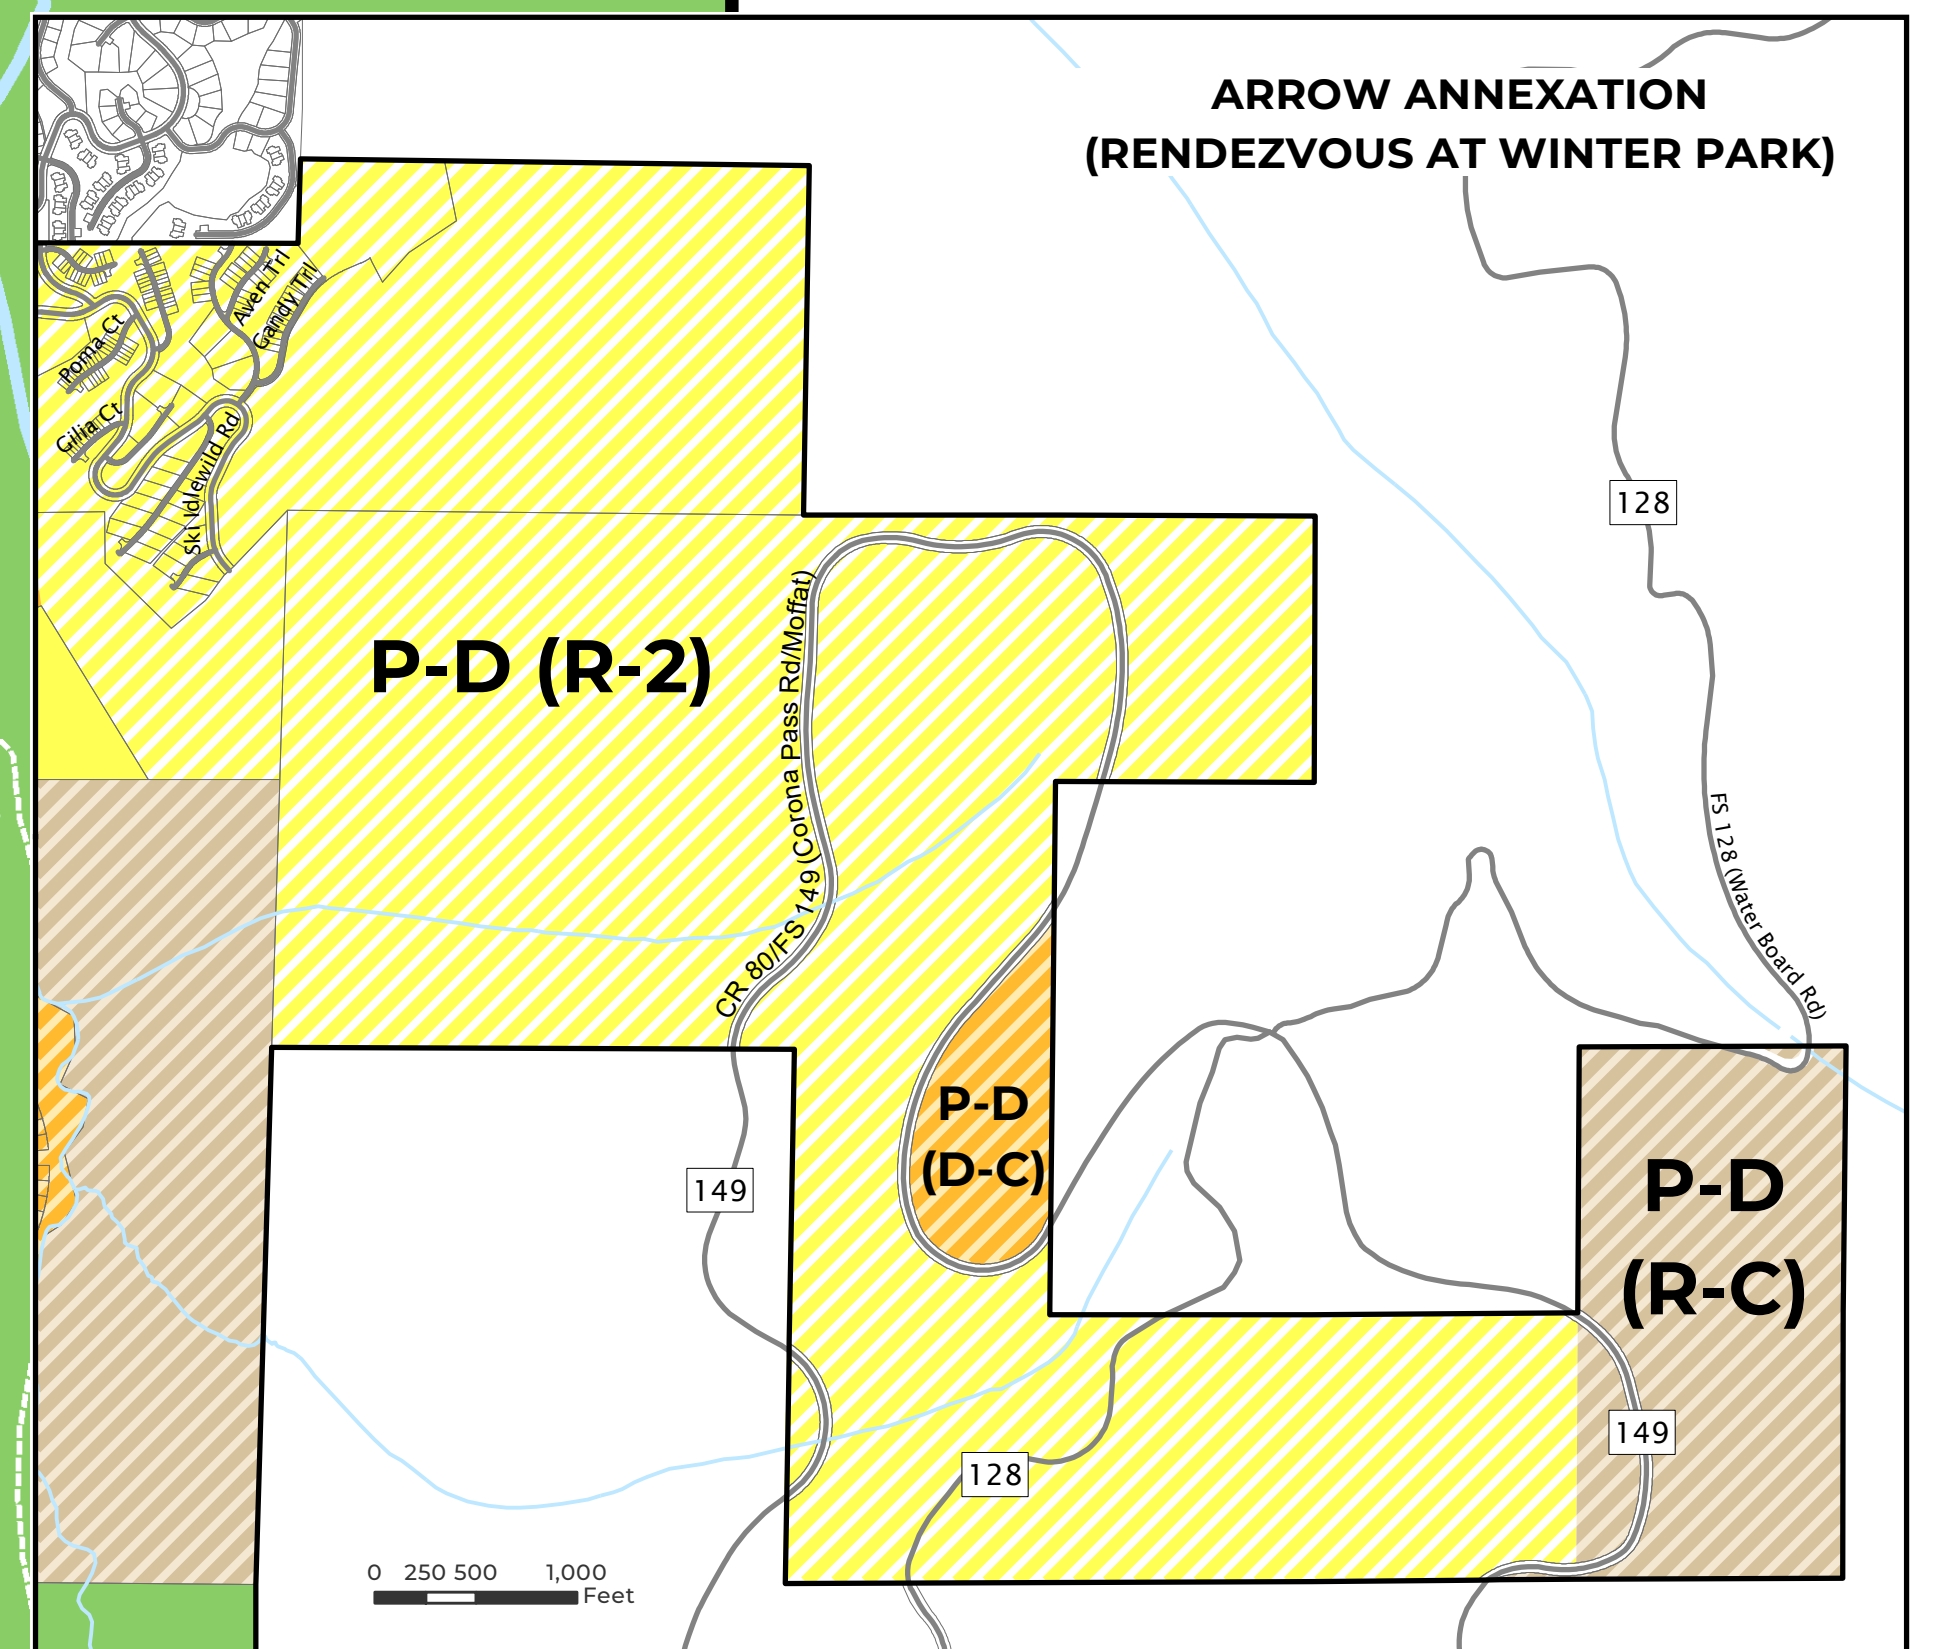 ARROW ANNEXATION
(RENDEZVOUS AT WINTER PARK)
Aven Trl
Gandy Trl
Poma Ct
Cilia Ct
Ski Idlewild Rd
128
P-D (R-2)
CR 80/FS 149 (Corona Pass Rd/Moffat)
FS 128 (Water Board Rd)
P-D
(D-C)
P-D
(R-C)
149
149
128
0 250 500 1,000
Feet